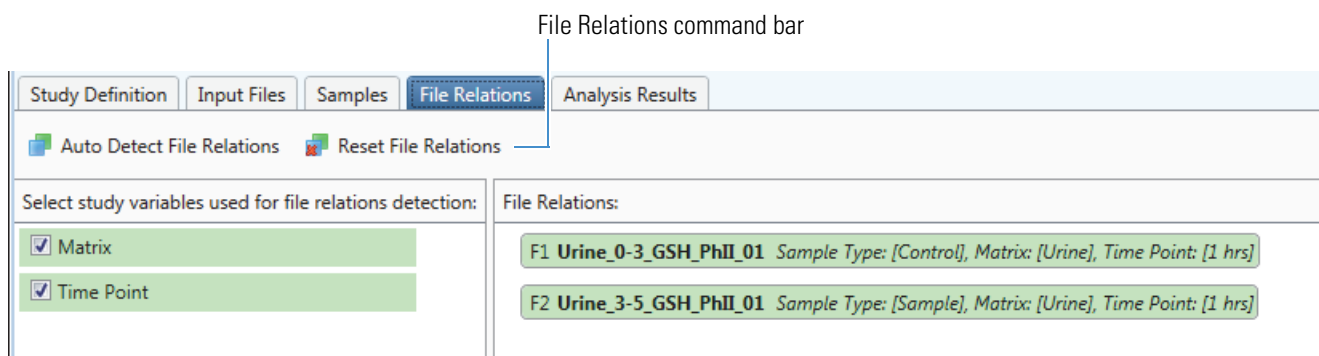 File Relations command bar
Study Definition Input Files Samples File Relations Analysis Results
Auto Detect File Relations Reset File Relations
Select study variables used for file relations detection: File Relations:
Matrix F1 Urine_0-3_GSH_PhII_01 Sample Type: [Control], Matrix: [Urine], Time Point: [1 hrs]
Time Point F2 Urine_3-5_GSH_PhII_01 Sample Type: [Sample], Matrix: [Urine], Time Point: [1 hrs]